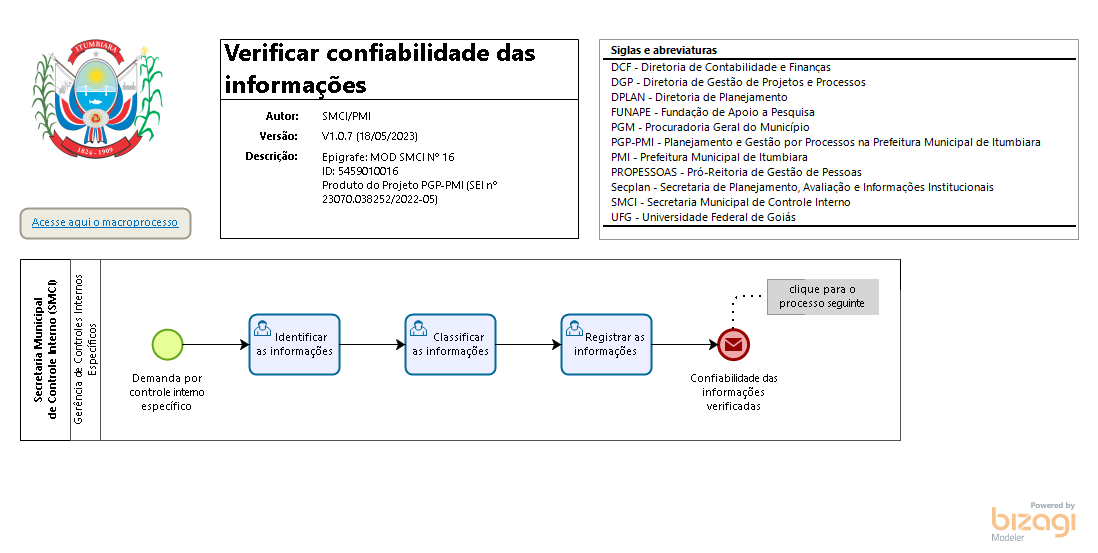 ITUMBIARA
1824 - 1909
Acesse aqui o macroprocesso
Verificar confiabilidade das
informações
Autor: SMCI/PMI
Versão: V1.0.7 (18/05/2023)
Descrição: Epigrafe: MOD SMCI Nº 16
ID: 5459010016
Produto do Projeto PGP-PMI (SEI nº
23070.038252/2022-05)
Siglas e abreviaturas
DCF - Diretoria de Contabilidade e Finanças
DGP - Diretoria de Gestão de Projetos e Processos
DPLAN - Diretoria de Planejamento
FUNAPE - Fundação de Apoio a Pesquisa
PGM - Procuradoria Geral do Município
PGP-PMI - Planejamento e Gestão por Processos na Prefeitura Municipal de Itumbiara
PMI - Prefeitura Municipal de Itumbiara
PROPESSOAS - Pró-Reitoria de Gestão de Pessoas
Secplan - Secretaria de Planejamento, Avaliação e Informações Institucionais
SMCI - Secretaria Municipal de Controle Interno
UFG - Universidade Federal de Goiás
Secretaria Municipal
de Controle Interno (SMCI)
Gerência de Controles Internos
Específicos
Demanda por
controle interno
específico
Identificar
as informações
Classificar
as informações
Registrar as
informações
clique para o
processo seguinte
Confiabilidade das
informações
verificadas
Powered by
bizagi
Modeler